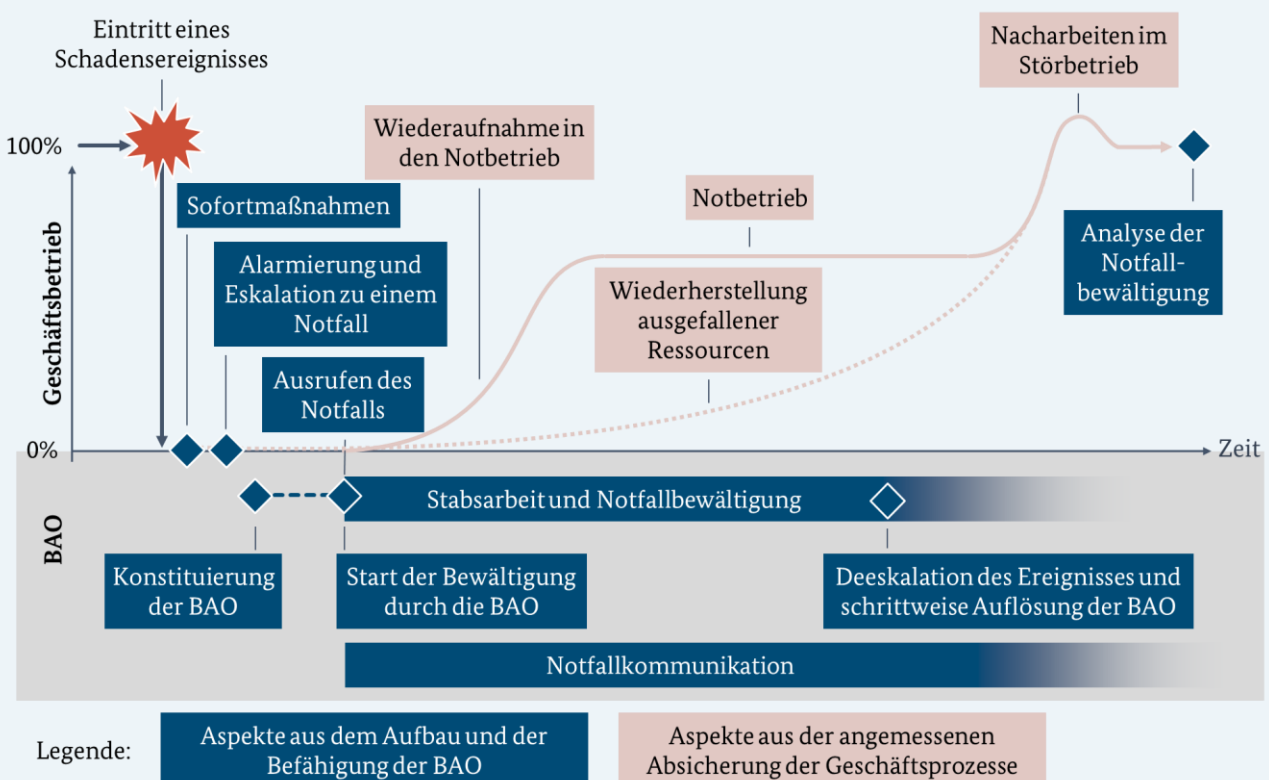 Eintritt eines
Schadensereignisses
Nacharbeiten im
Störbetrieb
100%
Wiederaufnahme in
den Notbetrieb
Sofortmaßnahmen
Notbetrieb
Geschäftsbetrieb
Alarmierung und
Eskalation zu einem
Notfall
Analyse der
Notfall-
bewältigung
Wiederherstellung
ausgefallener
Ressourcen
Ausrufen des
Notfalls
0%
Zeit
BAO
Stabsarbeit und Notfallbewältigung
Konstituierung
der BAO
Start der Bewältigung
durch die BAO
Deeskalation des Ereignisses und
schrittweise Auflösung der BAO
Notfallkommunikation
Legende:
Aspekte aus dem Aufbau und der
Befähigung der BAO
Aspekte aus der angemessenen
Absicherung der Geschäftsprozesse